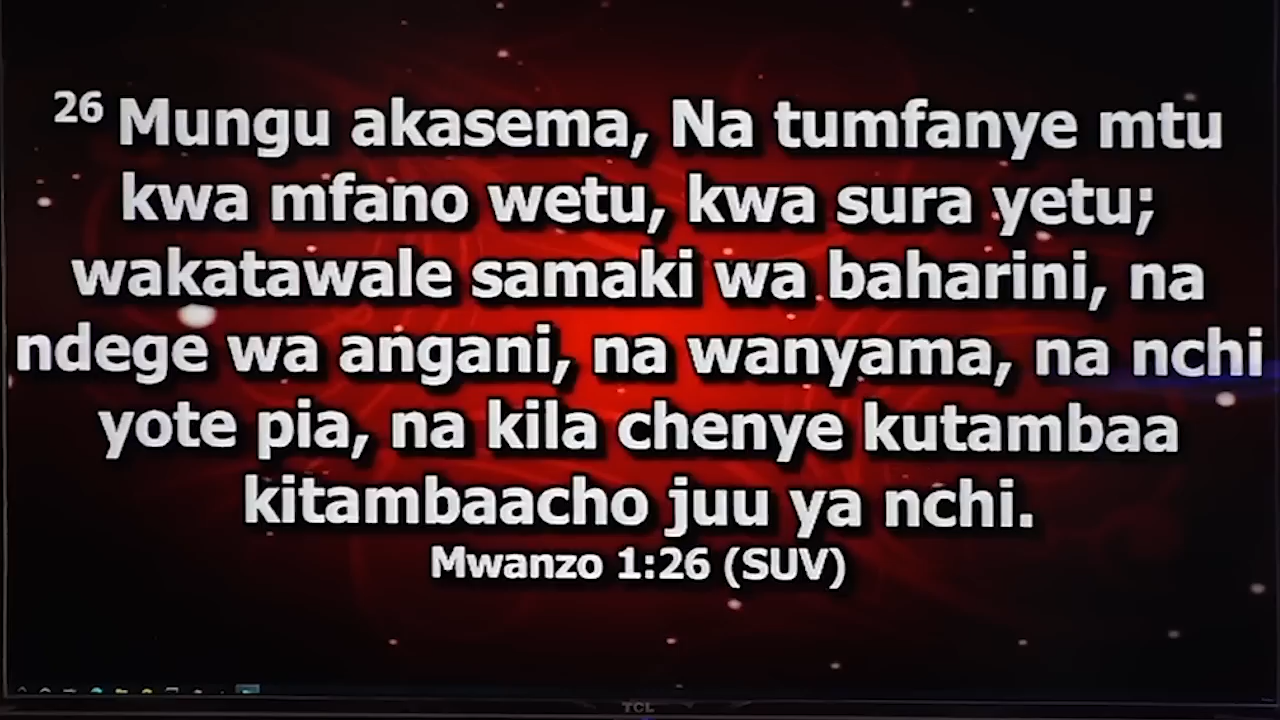 26 Mungu akasema, Na tumfanye mtu
kwa mfano wetu, kwa sura yetu;
wakatawale samaki wa baharini, na
ndege wa angani, na wanyama, na nchi
yote pia, na kila chenye kutambaa
kitambaacho juu ya nchi.
Mwanzo 1:26 (SUV)
TCL